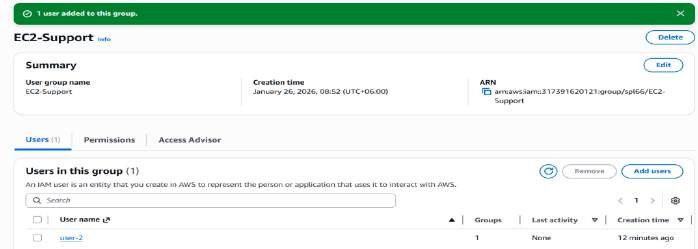 1 user added to this group.
EC2-Support Info
Delete
Summary
Edit
User group name
EC2-Support
Creation time
January 26, 2026, 08:52 (UTC+06:00)
ARN
arn:aws:iam::317391620121:group/spl66/EC2-
Support
Users (1)
Permissions
Access Advisor
Users in this group (1)
Remove
Add users
An IAM user is an entity that you create in AWS to represent the person or application that uses it to interact with AWS.
Search
1
User name
Groups
Last activity
Creation time
user-2
1
None
12 minutes ago